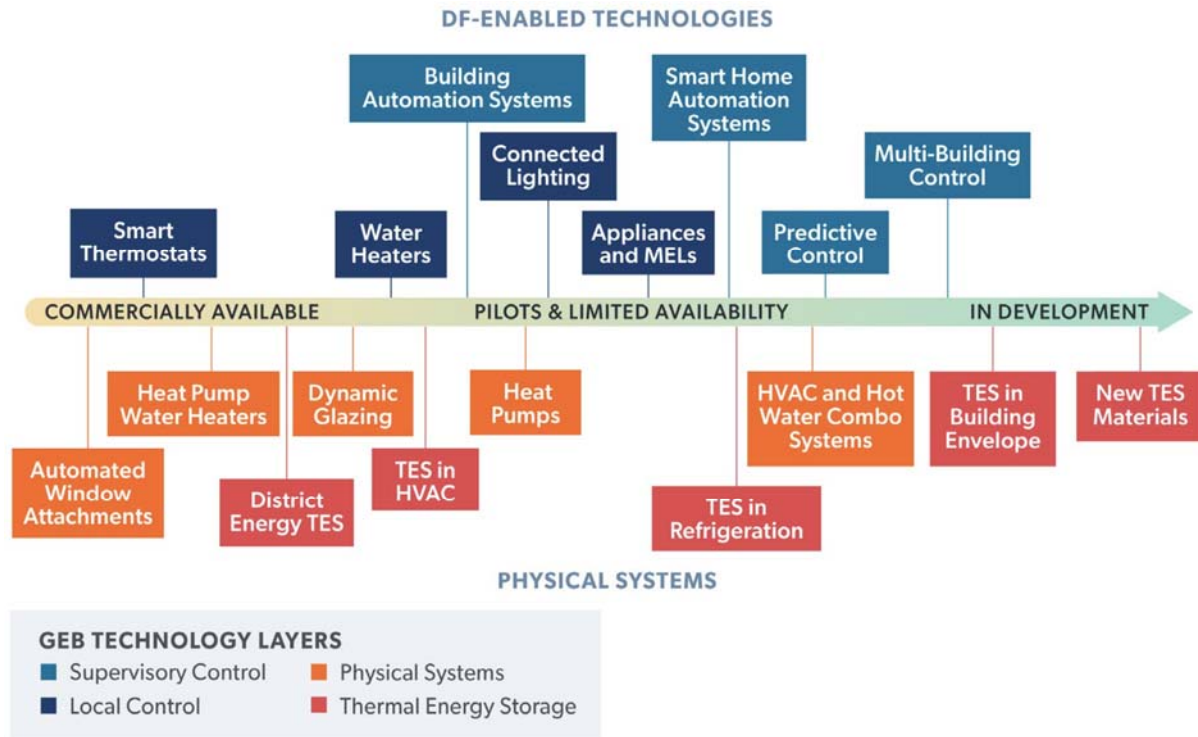 DF-ENABLED TECHNOLOGIES
Building
Automation Systems
Smart Home
Automation
Systems
Connected
Lighting
Multi-Building
Control
Smart
Thermostats
Water
Heaters
Appliances
and MELs
Predictive
Control
COMMERCIALLY AVAILABLE
PILOTS & LIMITED AVAILABILITY
IN DEVELOPMENT
Heat Pump
Water Heaters
Dynamic
Glazing
Heat
Pumps
HVAC and Hot
Water Combo
Systems
TES in
Building
Envelope
New TES
Materials
Automated
Window
Attachments
District
Energy TES
TES in
HVAC
TES in
Refrigeration
PHYSICAL SYSTEMS
GEB TECHNOLOGY LAYERS
Supervisory Control
Physical Systems
Local Control
Thermal Energy Storage